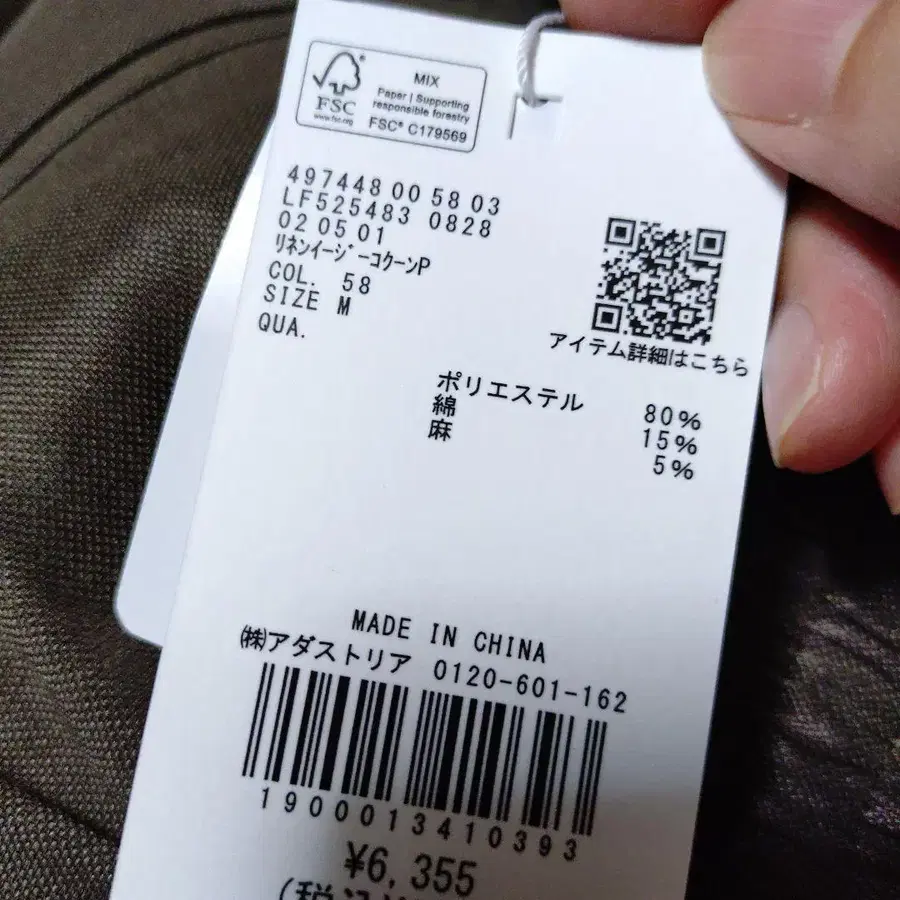 MIX
Paper | Supporting
responsible forestry
FSC
www.fsc.org
FSC® C179569
497448 00 58 03
LF525483 0828
02 05 01
ﾘﾈﾝｲｰｼﾞｰｺｸｰﾝP
COL. 58
SIZE M
QUA.
アイテム詳細はこちら
ポリエステル 80%
綿 15%
麻 5%
MADE IN CHINA
㈱アダストリア 0120-601-162
1900013410393
¥6,355
(税込